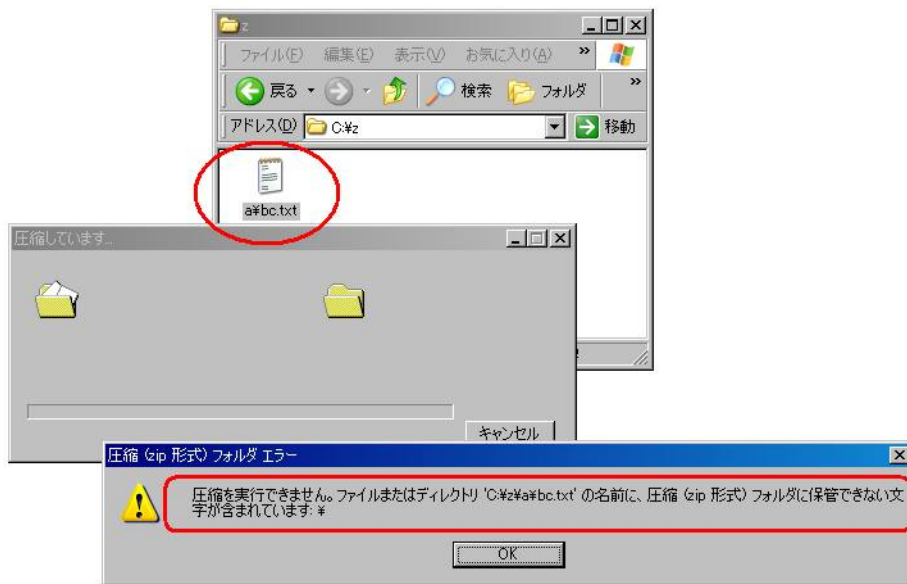 z
ファイル(F) 編集(E) 表示(V) お気に入り(A) »
戻る 検索 フォルダ »
アドレス(D) C:¥z 移動
a¥bc.txt
圧縮しています...
キャンセル
圧縮 (zip 形式) フォルダ エラー
圧縮を実行できません。ファイルまたはディレクトリ 'C:¥z¥a¥bc.txt' の名前に、圧縮 (zip 形式) フォルダに保管できない文
字が含まれています: ¥
OK